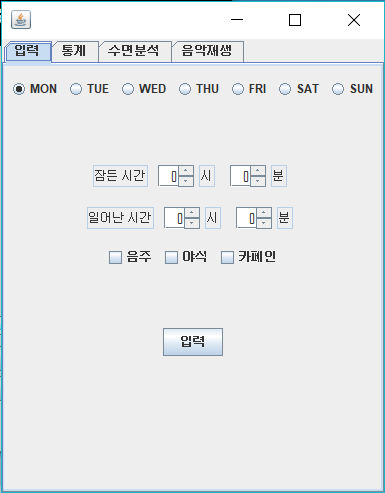 입력 통계 수면분석 음악재생
MON TUE WED THU FRI SAT SUN
잠든 시간 0 시 0 분
일어난 시간 0 시 0 분
음주 야식 카페인
입력